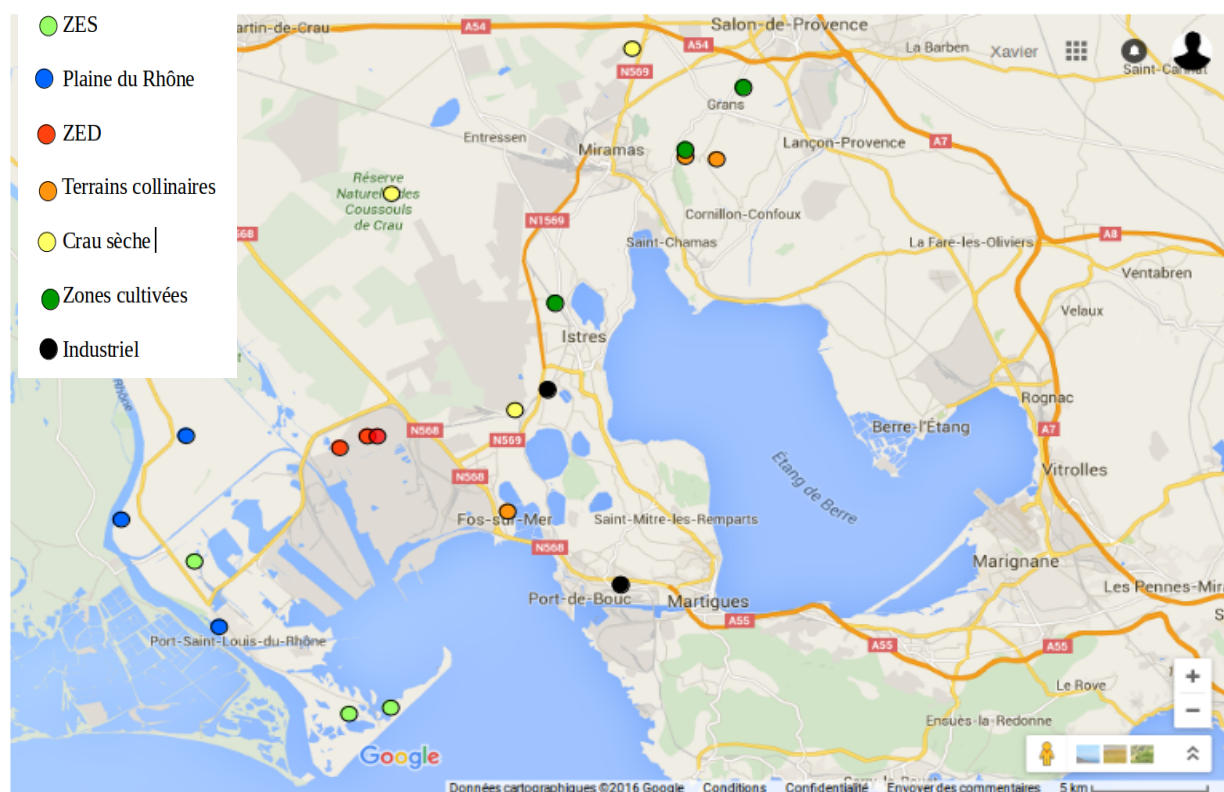 ZES
Plaine du Rhône
ZED
Terrains collinaires
Crau sèche
Zones cultivées
Industriel
artin-de-Crau
A54
Salon-de-Provence
A54
La Barben
Xavier
N569
Saint-Cannat
Grans
Entressen
Miramas
Lançon-Provence
A7
Réserve
Naturelle des
Coussouls
de Crau
Cornillon-Confoux
N1569
568
Saint-Chamas
La Fare-les-Oliviers
A8
Ventabren
Velaux
Istres
Rhône
Rognac
Berre-l'Étang
A7
N568
N569
Vitrolles
N568
Étang de Berre
Fos-sur-Mer
Saint-Mitre-les-Remparts
N568
Marignane
Les Pennes-Mir
Port-de-Bouc
Martigues
S
A55
Port-Saint-Louis-du-Rhône
A55
A55
Le Rove
Ensuès-la-Redonne
Google
Données cartographiques ©2016 Google
Conditions
Confidentialité
Envoyer des commentaires
5 km